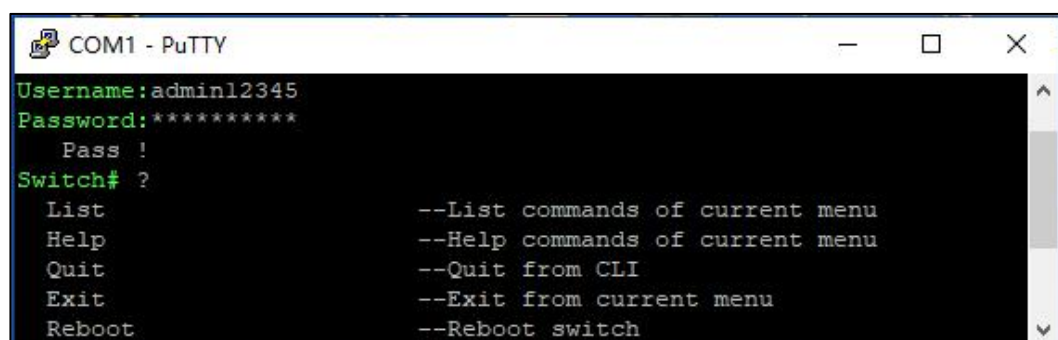 COM1 - PuTTY
Username:admin12345
Password:**********
Pass !
Switch# ?
List --List commands of current menu
Help --Help commands of current menu
Quit --Quit from CLI
Exit --Exit from current menu
Reboot --Reboot switch